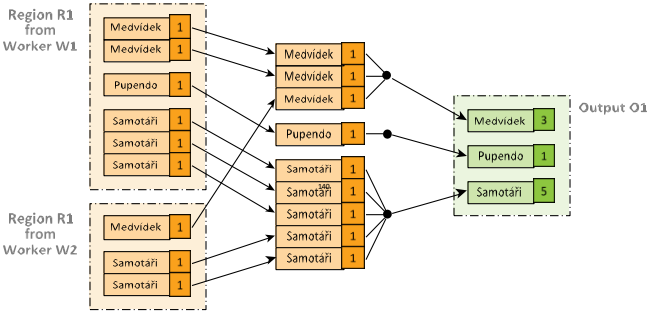 Region R1
from
Worker W1
Medvídek 1
Medvídek 1
Pupendo 1
Samotáři 1
Samotáři 1
Samotáři 1
Region R1
from
Worker W2
Medvídek 1
Samotáři 1
Samotáři 1
Medvídek 1
Medvídek 1
Medvídek 1
Pupendo 1
Samotáři 1
Samotáři 1
140
Samotáři 1
Samotáři 1
Samotáři 1
Output O1
Medvídek 3
Pupendo 1
Samotáři 5